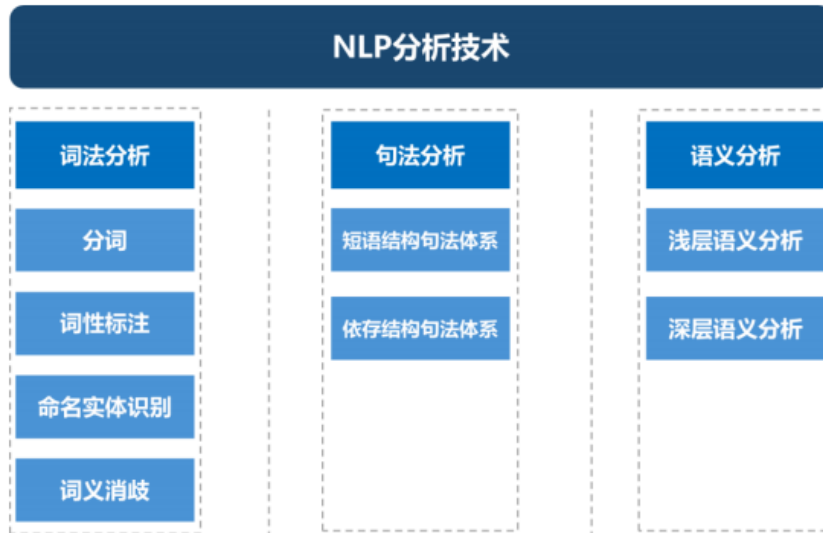 NLP分析技术
词法分析
分词
词性标注
命名实体识别
词义消歧
句法分析
短语结构句法体系
依存结构句法体系
语义分析
浅层语义分析
深层语义分析